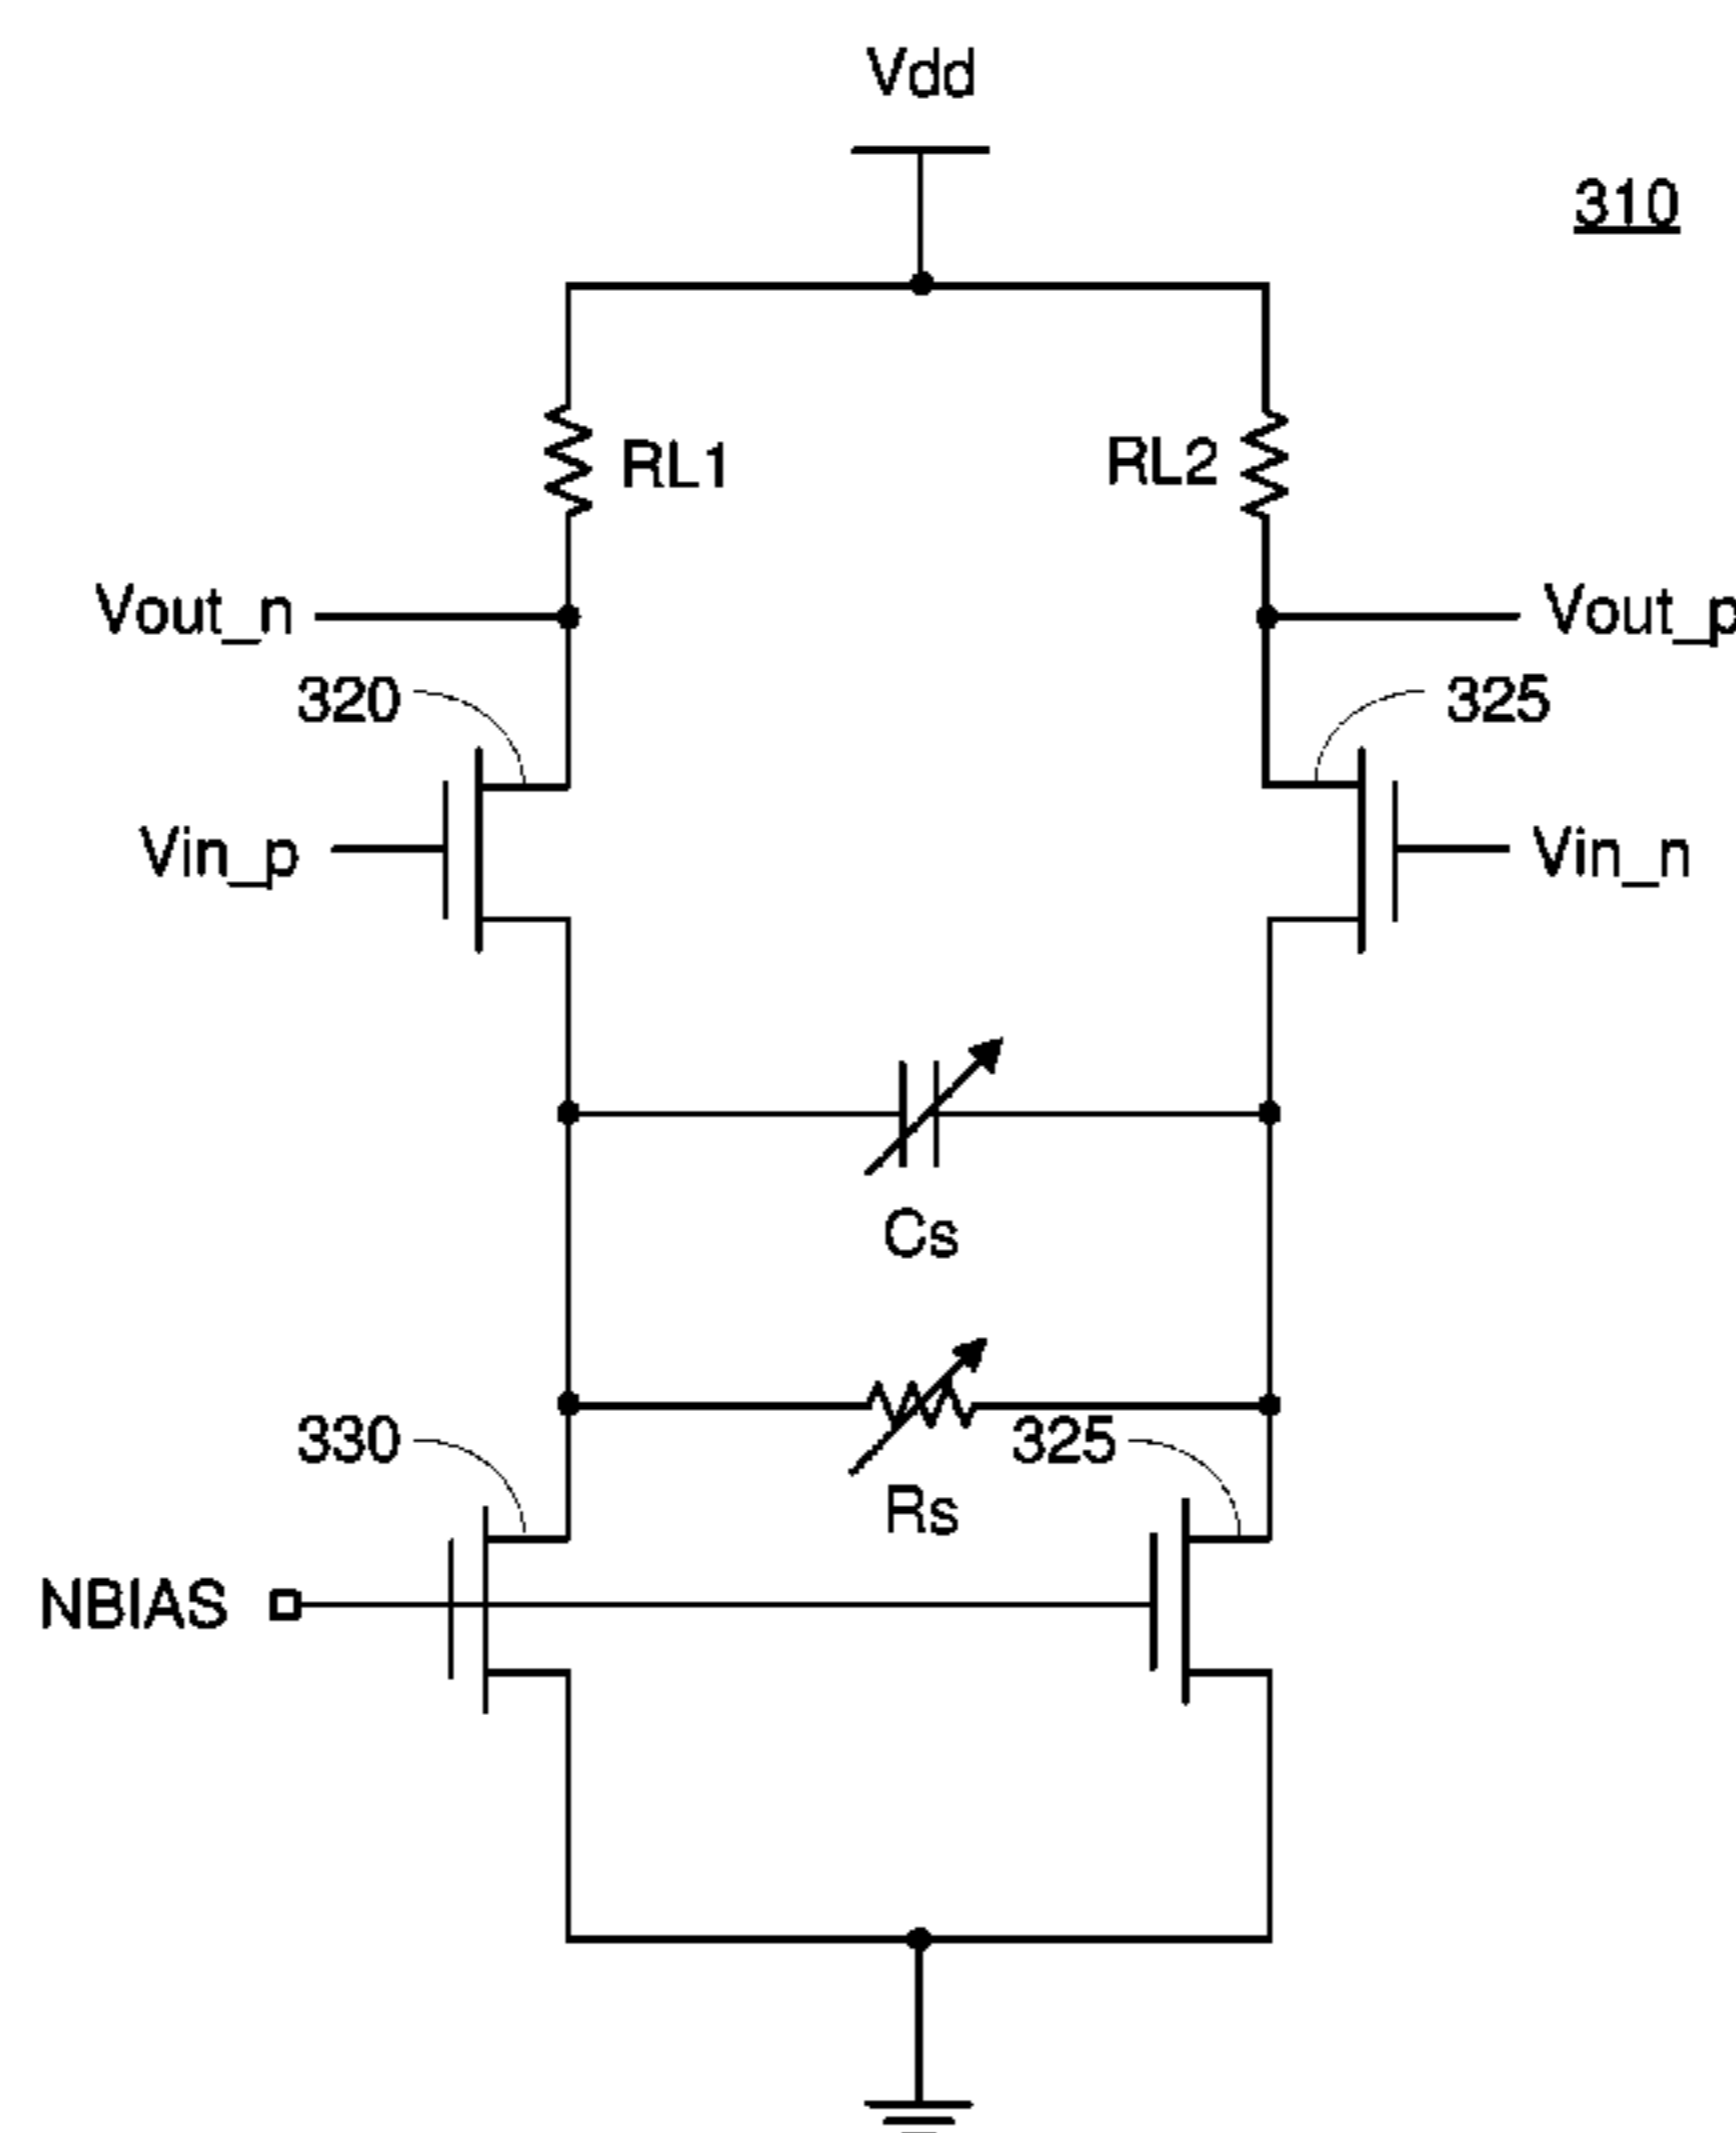 Vdd
310
RL1
RL2
Vout_n
Vout_p
320
325
Vin_p
Vin_n
Cs
330
325
Rs
NBIAS